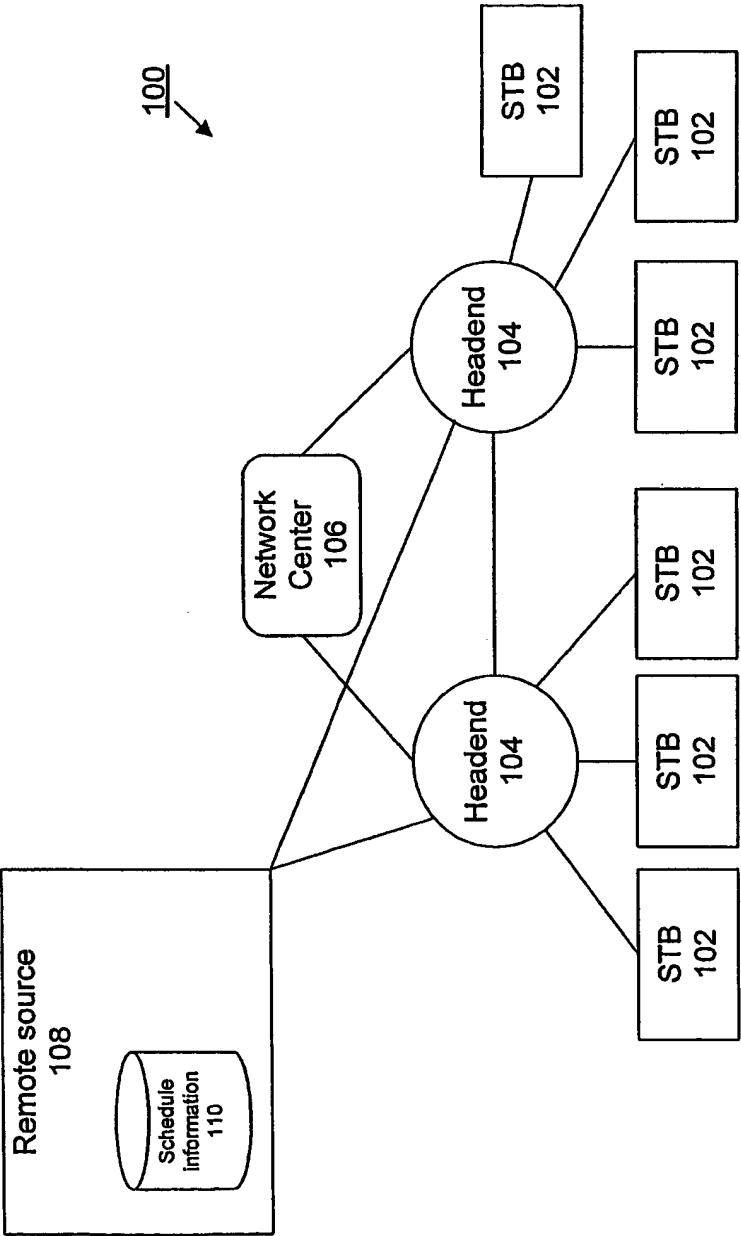 100
Remote source
108
Schedule
information
110
Network
Center
106
Headend
104
Headend
104
STB
102
STB
102
STB
102
STB
102
STB
102
STB
102